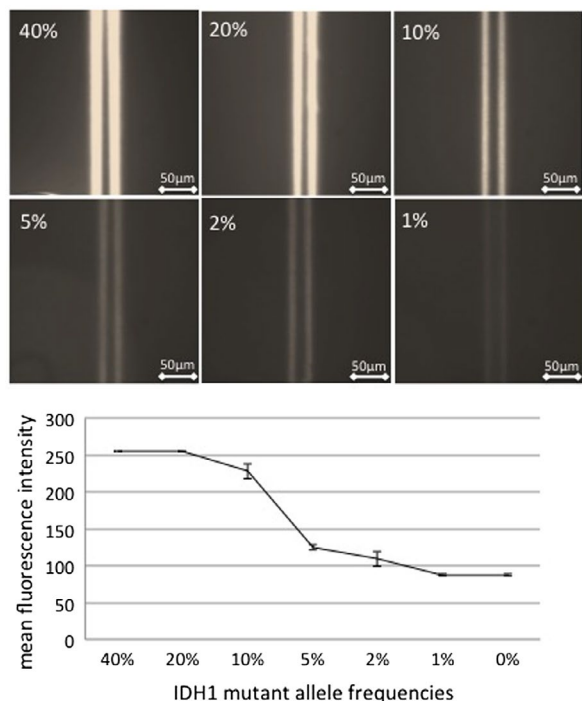 40%
20%
10%
50µm
50µm
50µm
5%
2%
1%
50µm
50µm
50µm
mean fluorescence intensity
300
250
200
150
100
50
0
40% 20% 10% 5% 2% 1% 0%
IDH1 mutant allele frequencies